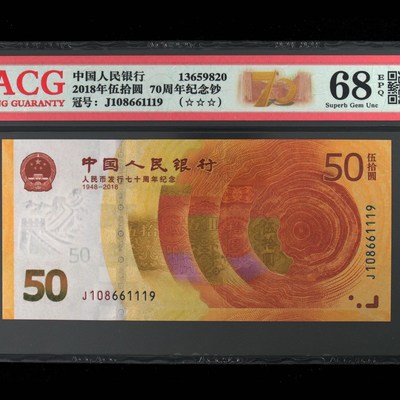 ACG
NG GUARANTY
中国人民银行 13659820
2018年伍拾圆 70周年纪念钞
冠号：J108661119 (☆☆☆)
70
68
EPQ
Superb Gem Unc
中国人民银行
人民币发行七十周年纪念
1948-2018
50
伍拾圆
50
50
J108661119
J108661119